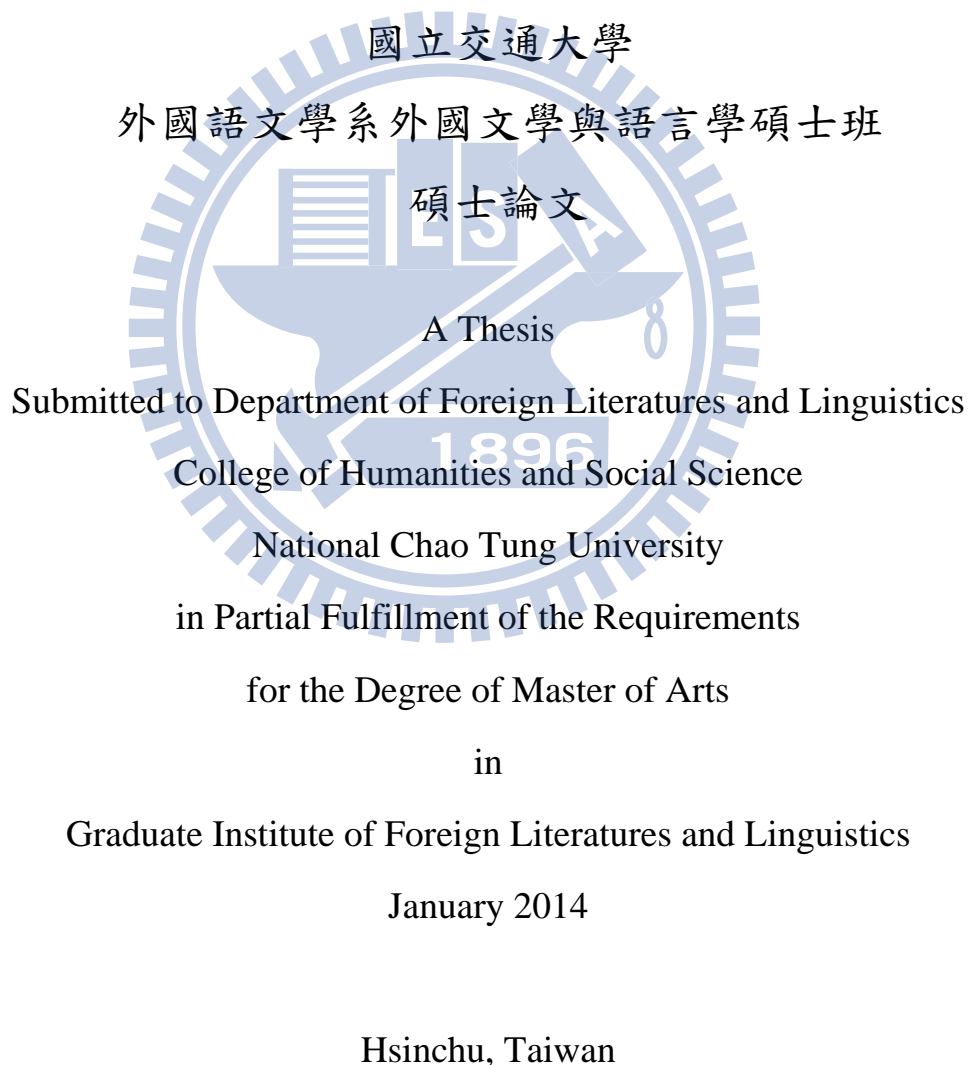 國立交通大學
外國語文學系外國文學與語言學碩士班
碩士論文
E S A
A Thesis
8
Submitted to Department of Foreign Literatures and Linguistics
1896
College of Humanities and Social Science
National Chao Tung University
in Partial Fulfillment of the Requirements
for the Degree of Master of Arts
in
Graduate Institute of Foreign Literatures and Linguistics
January 2014
Hsinchu, Taiwan